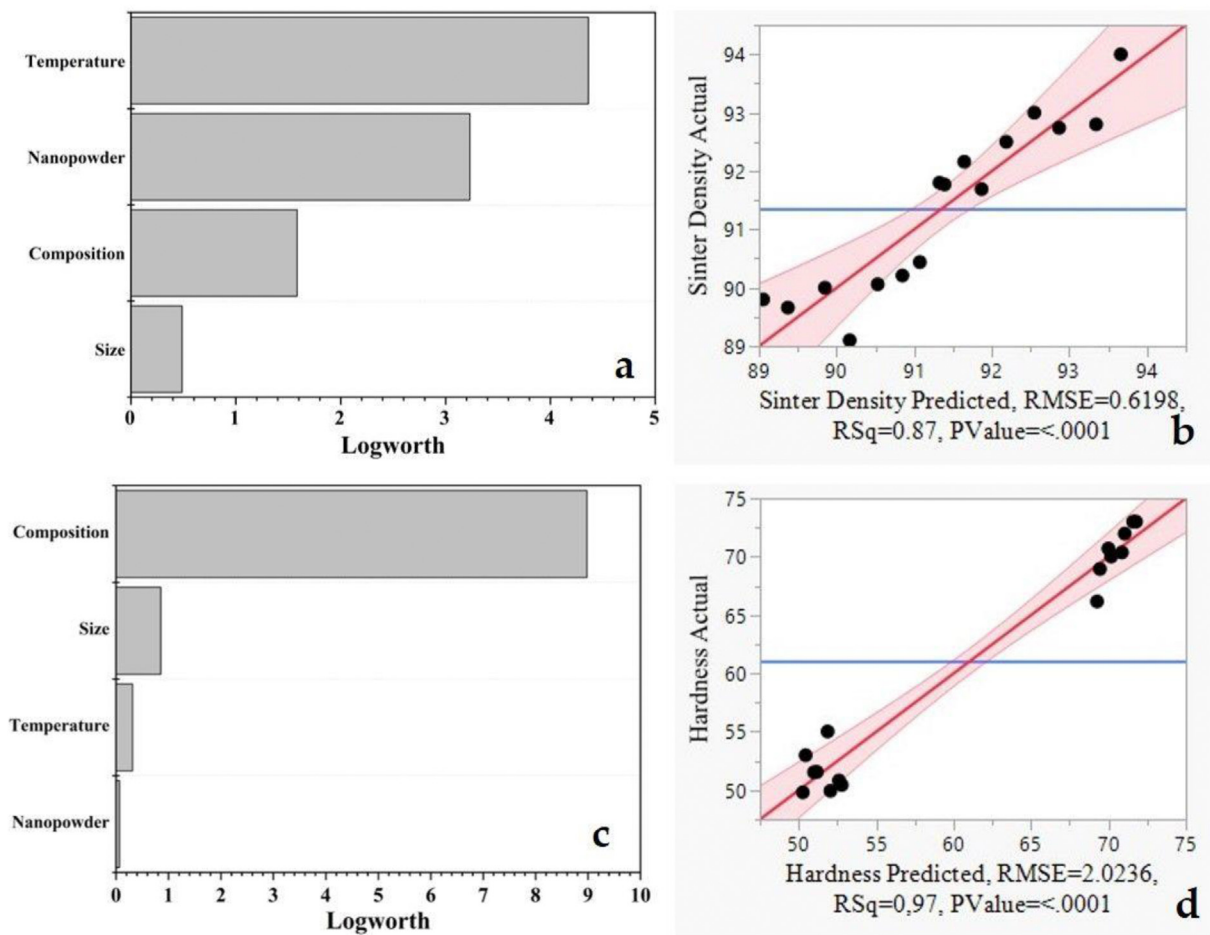 Temperature
Nanopowder
Composition
Size
0 1 2 3 4 5
Logworth
a
Sinter Density Actual
94
93
92
91
90
89
89 90 91 92 93 94
Sinter Density Predicted, RMSE=0.6198,
RSq=0.87, PValue=<.0001
b
Composition
Size
Temperature
Nanopowder
0 1 2 3 4 5 6 7 8 9 10
Logworth
c
Hardness Actual
75
70
65
60
55
50
50 55 60 65 70 75
Hardness Predicted, RMSE=2.0236,
RSq=0,97, PValue=<.0001
d